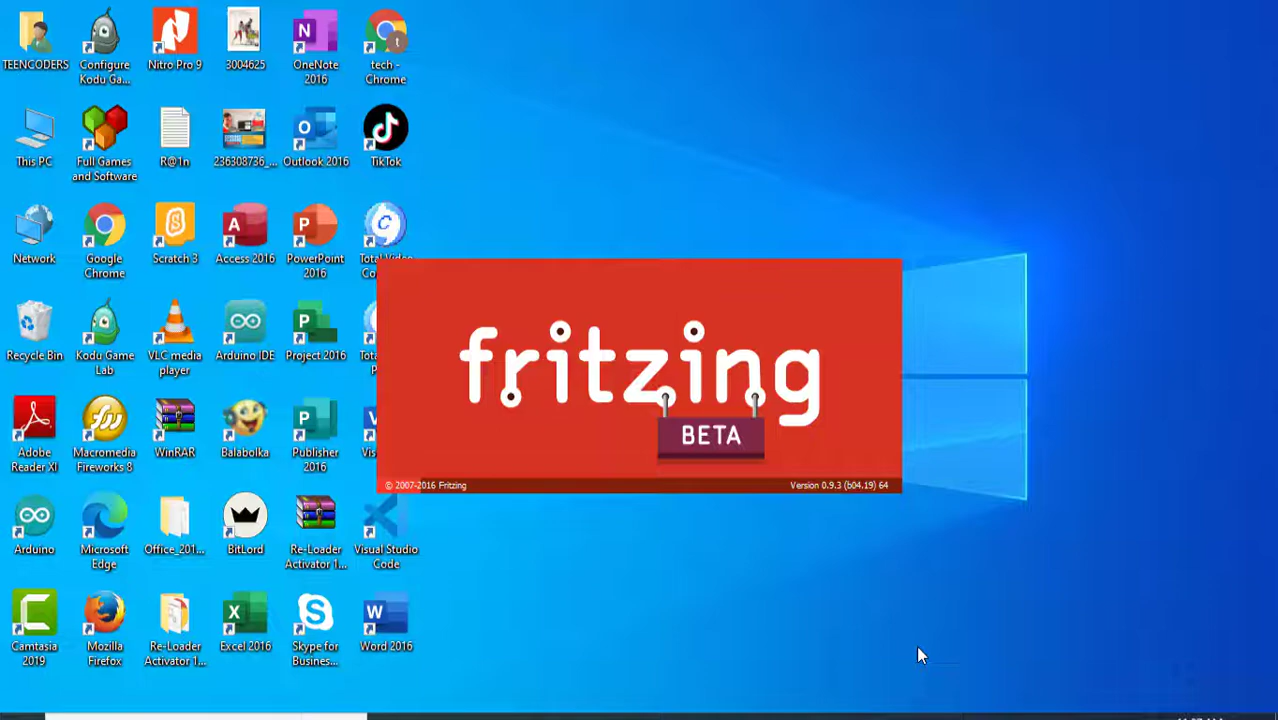 TEENCODERS
Configure
Kodu Ga...
Nitro Pro 9
3004625
OneNote
2016
tech -
Chrome
This PC
Full Games
and Software
R@1n
236308736_...
Outlook 2016
TikTok
Network
Google
Chrome
Scratch 3
Access 2016
PowerPoint
2016
Total Video
Recycle Bin
Kodu Game
Lab
VLC media
player
Arduino IDE
Project 2016
Adobe
Reader XI
Macromedia
Fireworks 8
WinRAR
Balabolka
Publisher
2016
Arduino
Microsoft
Edge
Office_201...
BitLord
Re-Loader
Activator 1...
Visual Studio
Code
Camtasia
2019
Mozilla
Firefox
Re-Loader
Activator 1...
Excel 2016
Skype for
Busines...
Word 2016
fritzing
BETA
© 2007-2016 Fritzing
Version 0.9.3 (b04.19) 64